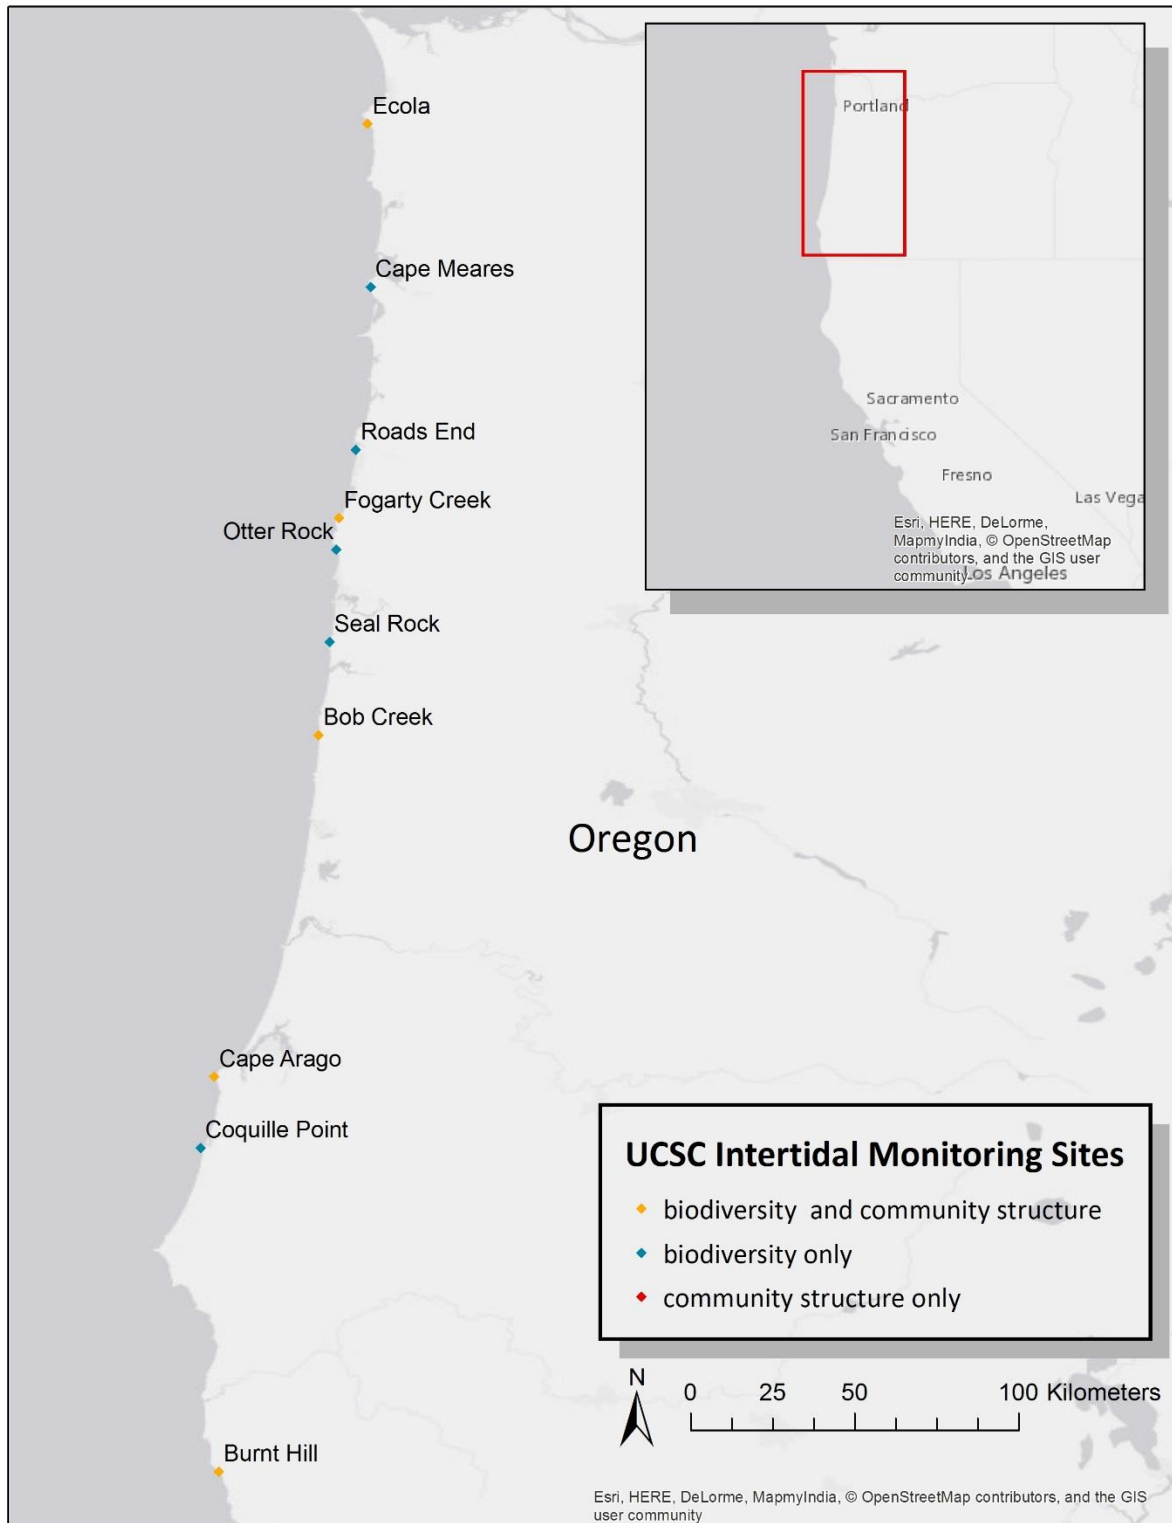 Ecola
Portland
Cape Meares
Sacramento
San Francisco
Roads End
Fresno
Fogarty Creek
Las Vega
Otter Rock
Esri, HERE, DeLorme,
MapmyIndia, © OpenStreetMap
contributors, and the GIS user
community
Los Angeles
Seal Rock
Bob Creek
Oregon
Cape Arago
Coquille Point
UCSC Intertidal Monitoring Sites
biodiversity and community structure
biodiversity only
community structure only
N
0 25 50 100 Kilometers
Burnt Hill
Esri, HERE, DeLorme, MapmyIndia, © OpenStreetMap contributors, and the GIS
user community